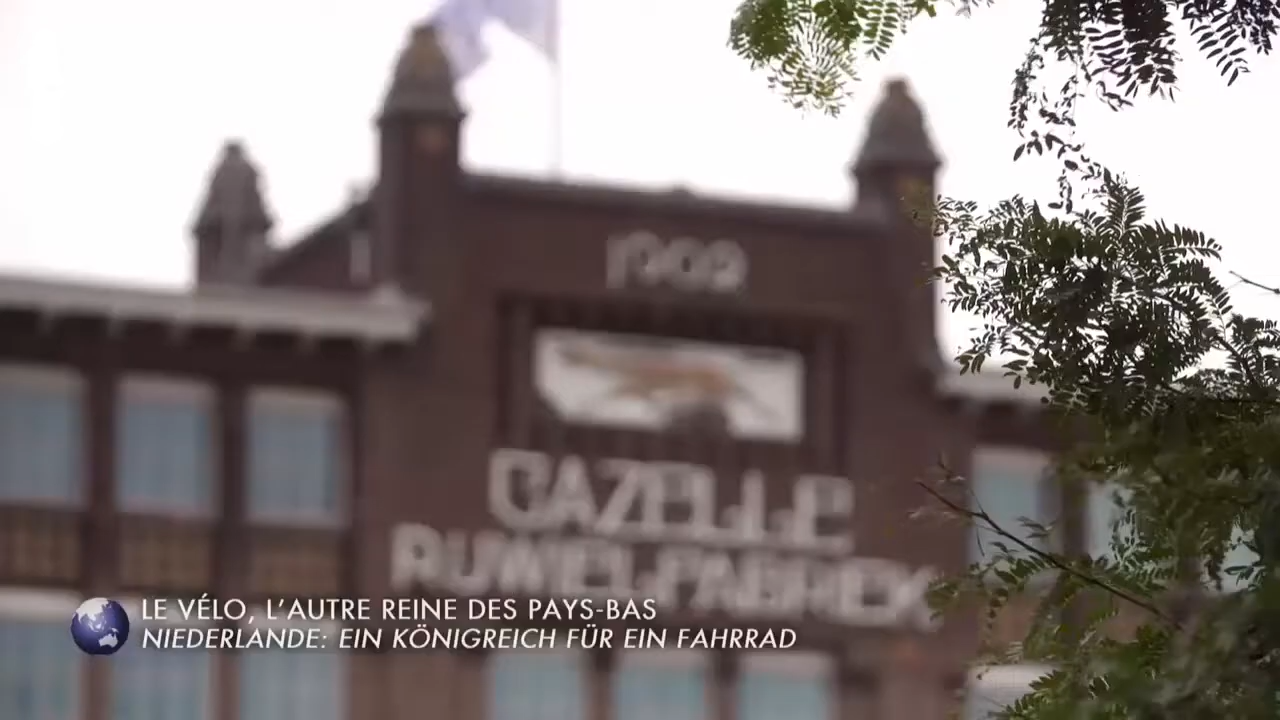 1902
GAZELLE
RIJWIELFABRIEK
LE VÉLO, L'AUTRE REINE DES PAYS-BAS
NIEDERLANDE: EIN KÖNIGREICH FÜR EIN FAHRRAD